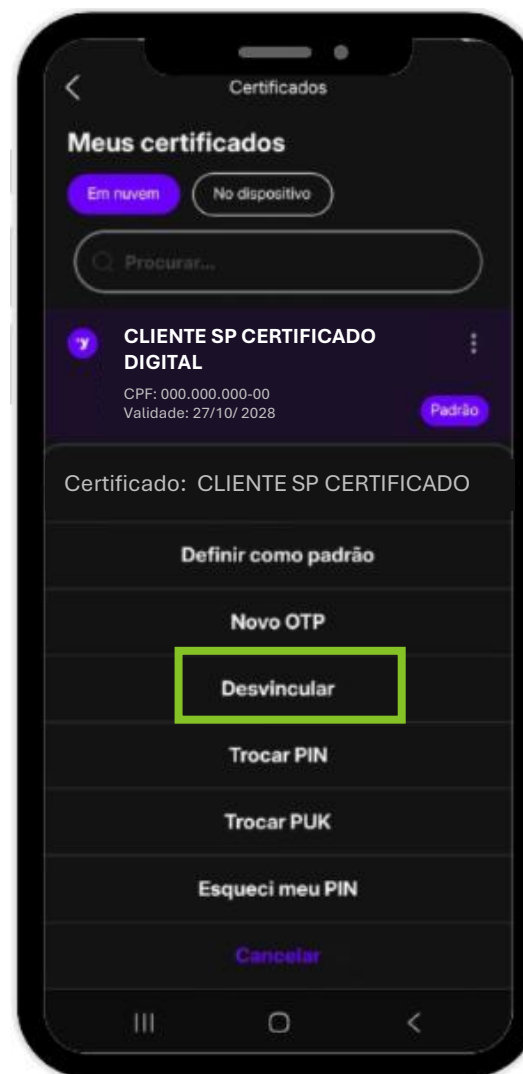 Certificados
Meus certificados
Em nuvem
No dispositivo
Procurar...
"y
CLIENTE SP CERTIFICADO
DIGITAL
CPF: 000.000.000-00
Validade: 27/10/ 2028
Padrão
Certificado: CLIENTE SP CERTIFICADO
Definir como padrão
Novo OTP
Desvincular
Trocar PIN
Trocar PUK
Esqueci meu PIN
Cancelar